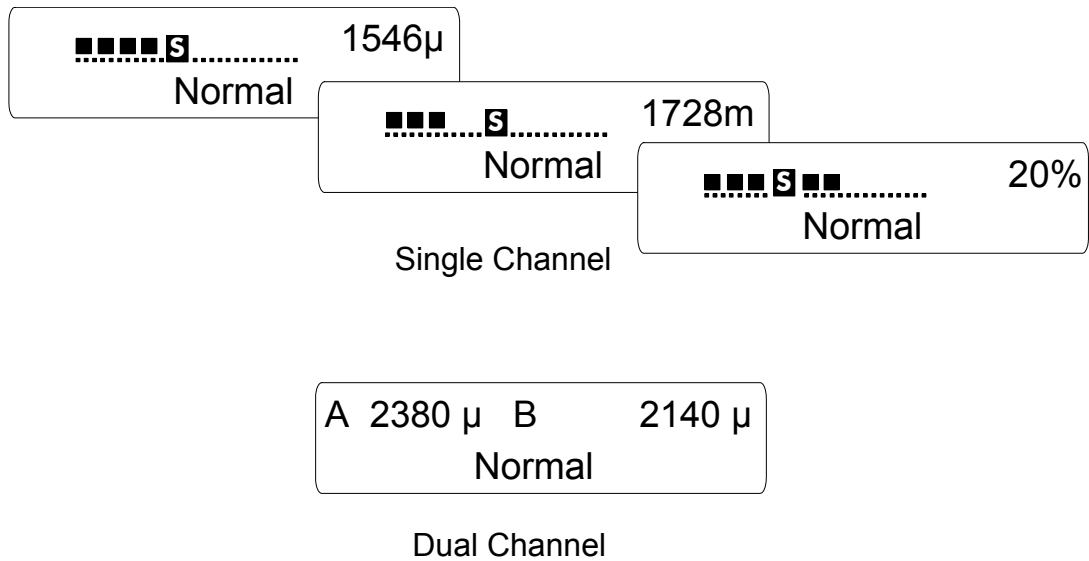 S 1546µ
Normal
S 1728m
Normal
S 20%
Normal
Single Channel
A 2380 µ B 2140 µ
Normal
Dual Channel